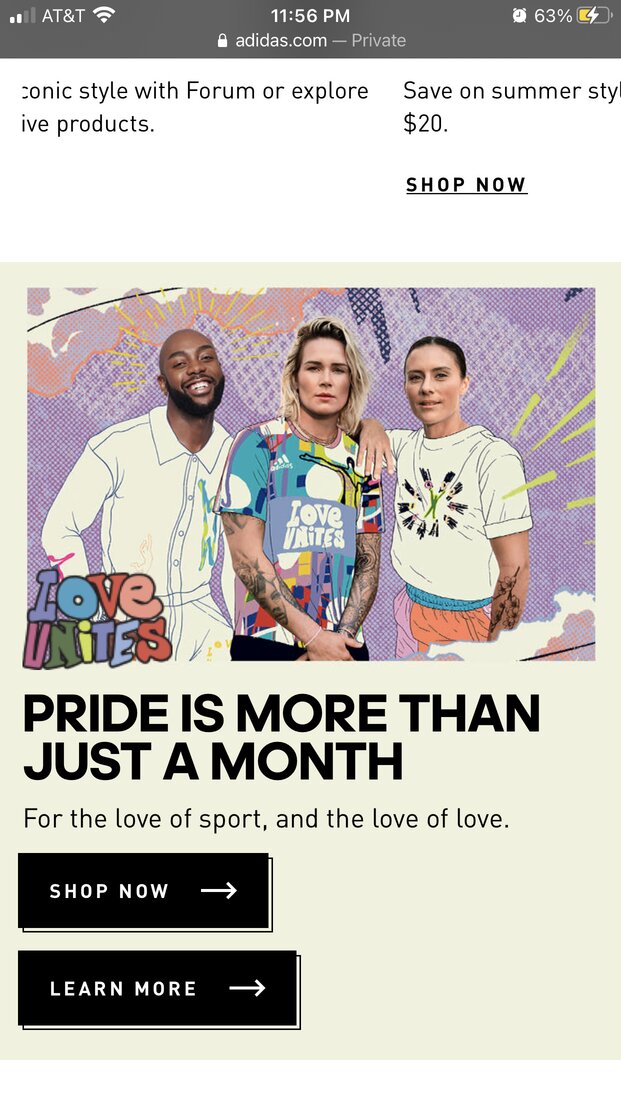 AT&T 11:56 PM 63%
adidas.com — Private
conic style with Forum or explore
ive products.
Save on summer styl
$20.
SHOP NOW
adidas
LOVE
UNITES
LOVE
UNITES
PRIDE IS MORE THAN
JUST A MONTH
For the love of sport, and the love of love.
SHOP NOW
LEARN MORE